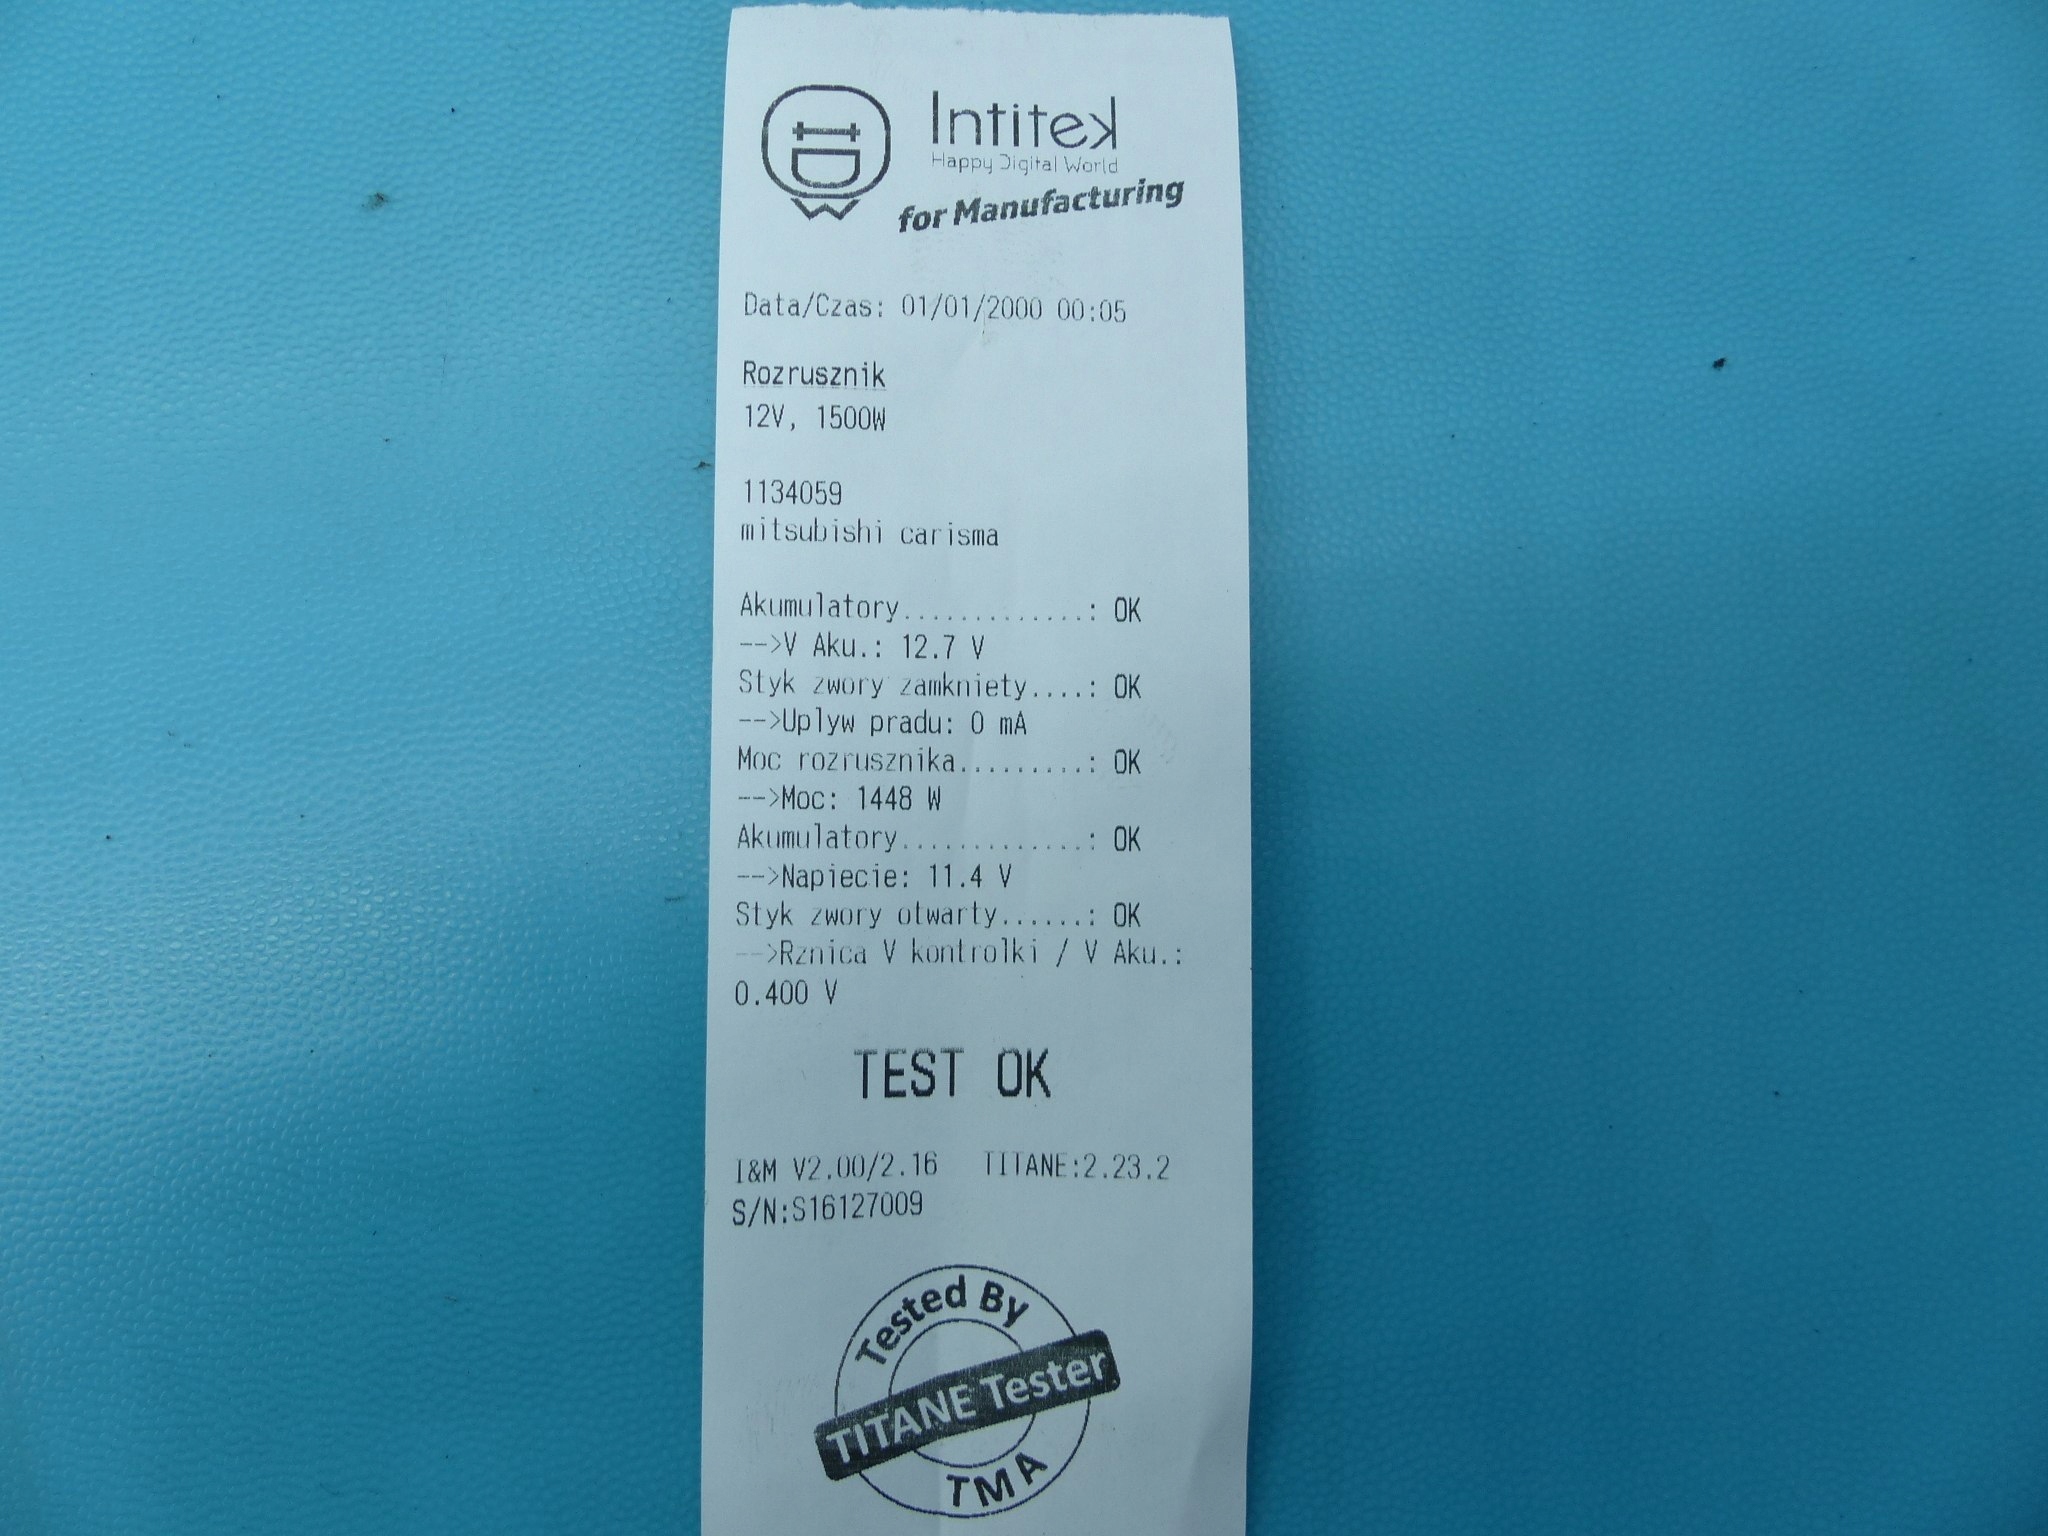 Intitek
Happy Digital World
for Manufacturing
Data/Czas: 01/01/2000 00:05
Rozrusznik
12V, 1500W
1134059
mitsubishi carisma
Akumulatory.............: OK
-->V Aku.: 12.7 V
Styk zwory zamkniety....: OK
-->Uplyw pradu: 0 mA
Moc rozrusznika.........: OK
-->Moc: 1448 W
Akumulatory.............: OK
-->Napiecie: 11.4 V
Styk zwory otwarty......: OK
-->Rznica V kontrolki / V Aku.:
0.400 V
TEST OK
I&M V2.00/2.16 TITANE:2.23.2
S/N:S16127009
Tested By
TITANE Tester
TMA